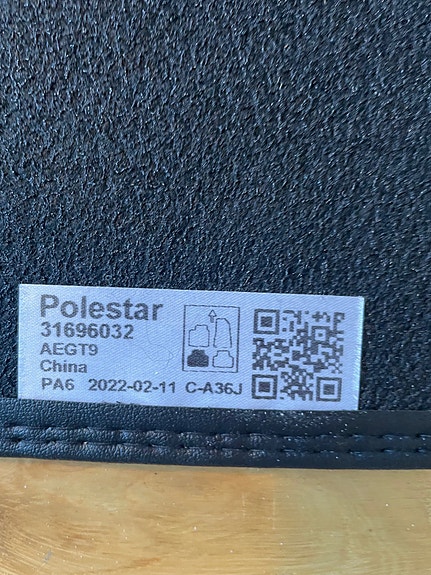 Polestar
31696032
AEGT9
China
PA6 2022-02-11 C-A36J